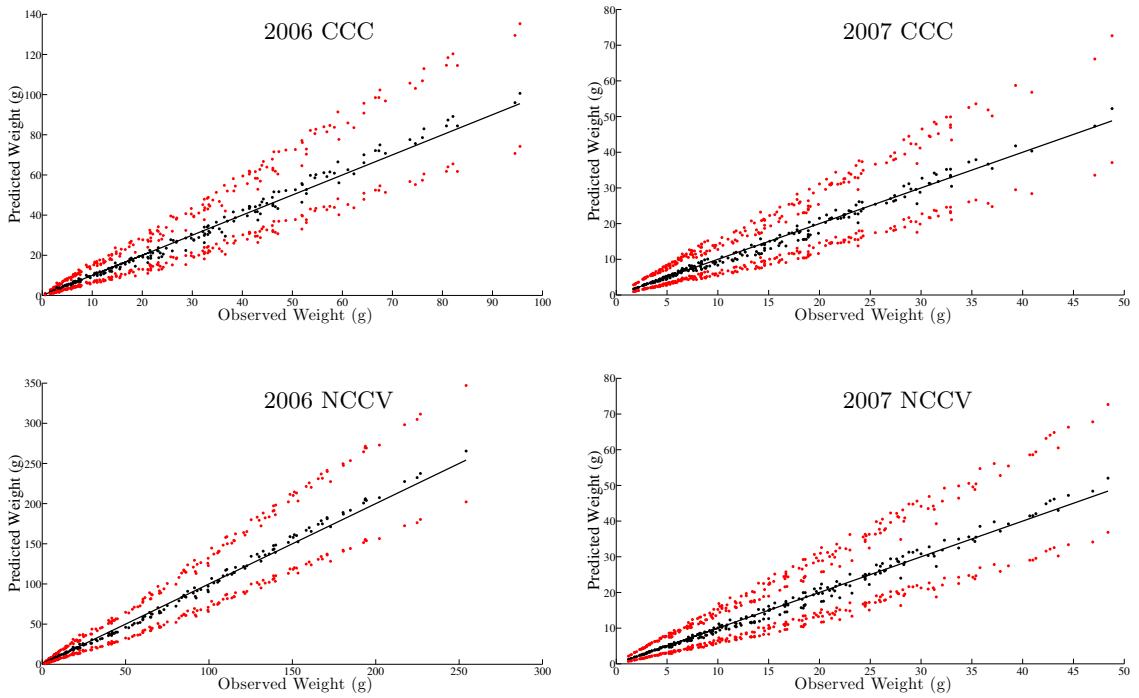 2006 CCC
Predicted Weight (g)
140
120
100
80
60
40
20
0
0 10 20 30 40 50 60 70 80 90 100
Observed Weight (g)
2007 CCC
Predicted Weight (g)
80
70
60
50
40
30
20
10
0
0 5 10 15 20 25 30 35 40 45 50
Observed Weight (g)
2006 NCCV
Predicted Weight (g)
350
300
250
200
150
100
50
0
0 50 100 150 200 250 300
Observed Weight (g)
2007 NCCV
Predicted Weight (g)
80
70
60
50
40
30
20
10
0
0 5 10 15 20 25 30 35 40 45 50
Observed Weight (g)